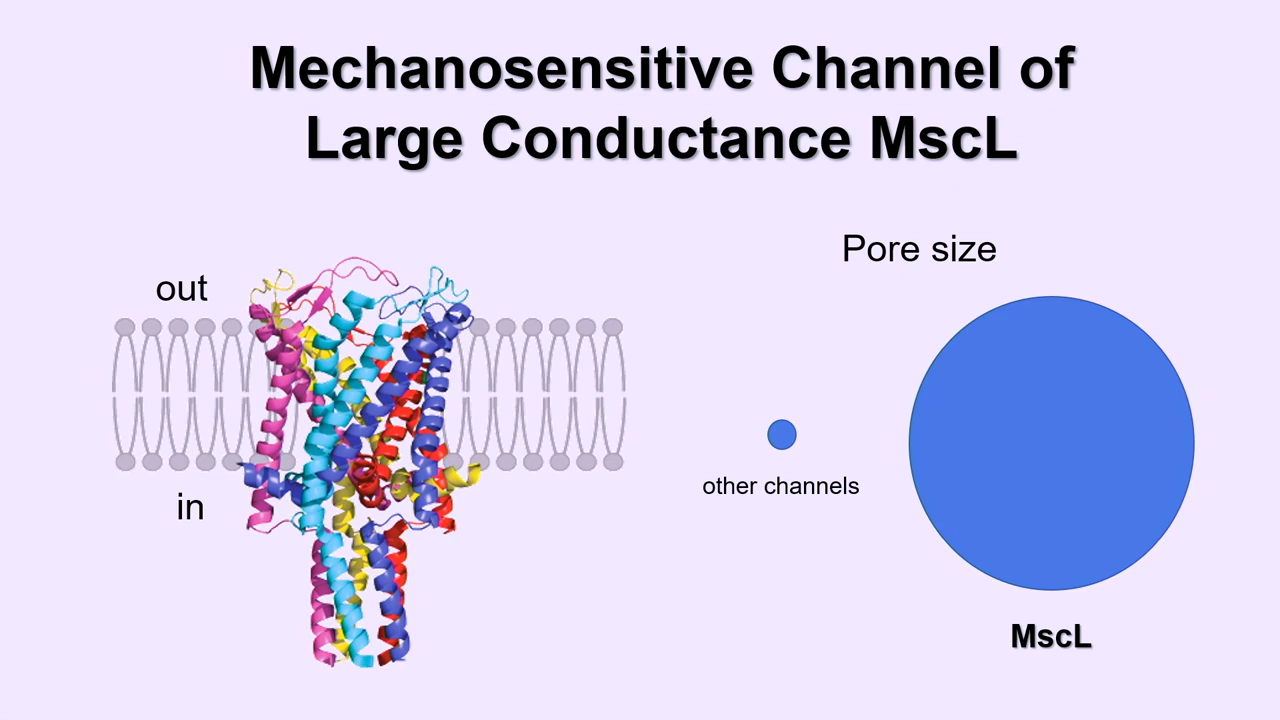 Mechanosensitive Channel of
Large Conductance MscL
out
in
Pore size
other channels
MscL